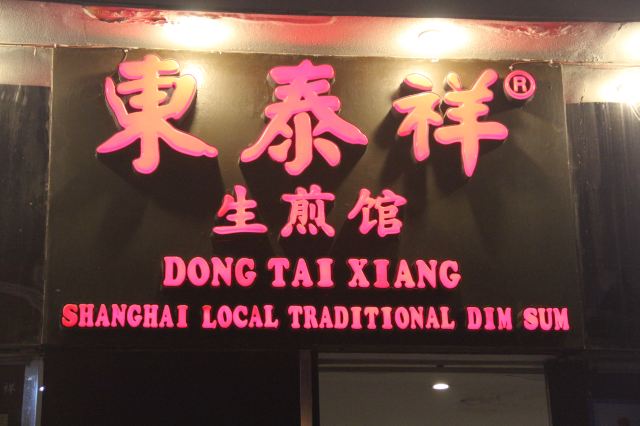 東泰祥®
生煎馆
DONG TAI XIANG
SHANGHAI LOCAL TRADITIONAL DIM SUM